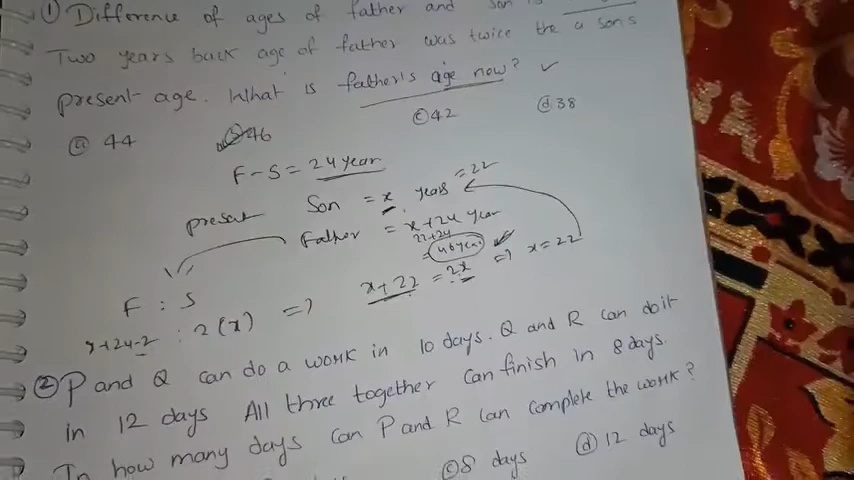 ① Difference of ages of father and son is
Two years back age of father was twice the a son's
present age. What is father's age now? ✓
ⓐ 44 ⓑ 46 ⓒ 42 ⓓ 38
F-S = 24 year
present Son = x years = 22
Father = x+24 year
22+24
= 46 year
F : S
x+24-2 : 2(x) => x+22 = 2x => x = 22
② P and Q can do a work in 10 days. Q and R can do it
in 12 days All three together can finish in 8 days.
In how many days can P and R can complete the work?
ⓒ 8 days ⓓ 12 days